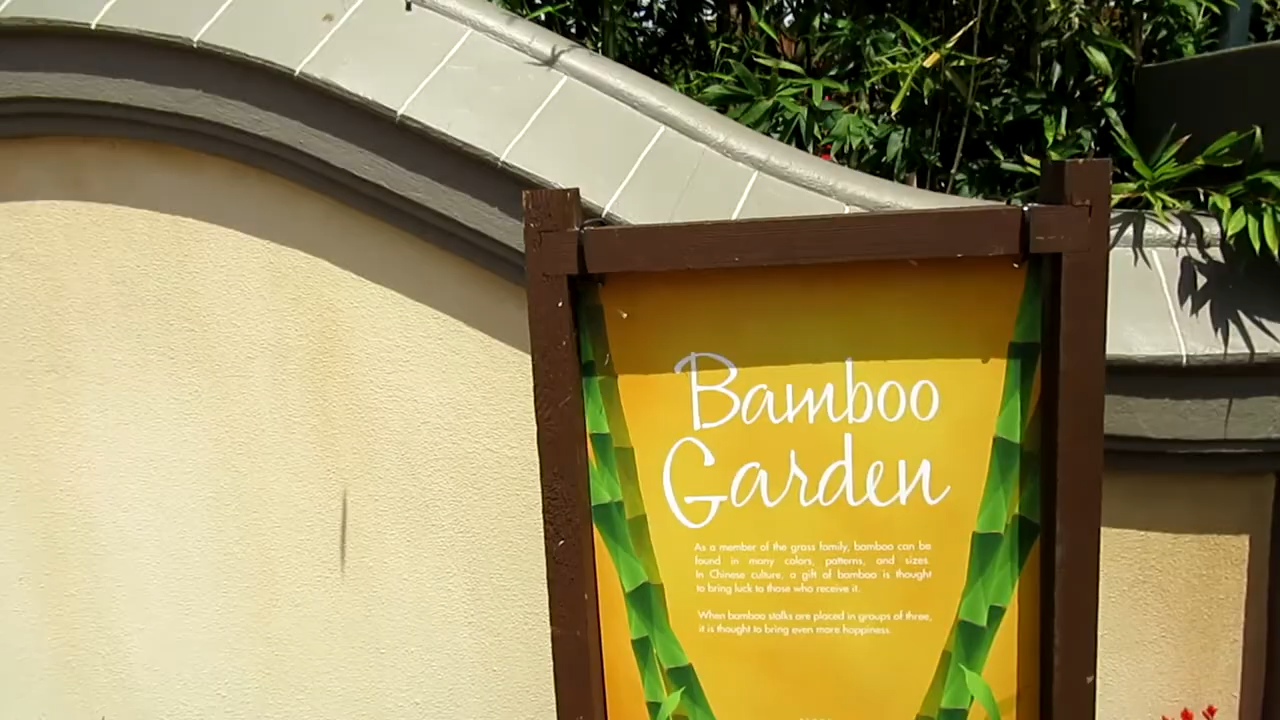 Bamboo
Garden
As a member of the grass family, bamboo can be
found in many colors, patterns, and sizes.
In Chinese culture, a gift of bamboo is thought
to bring luck to those who receive it.
When bamboo stalks are placed in groups of three,
it is thought to bring even more happiness.